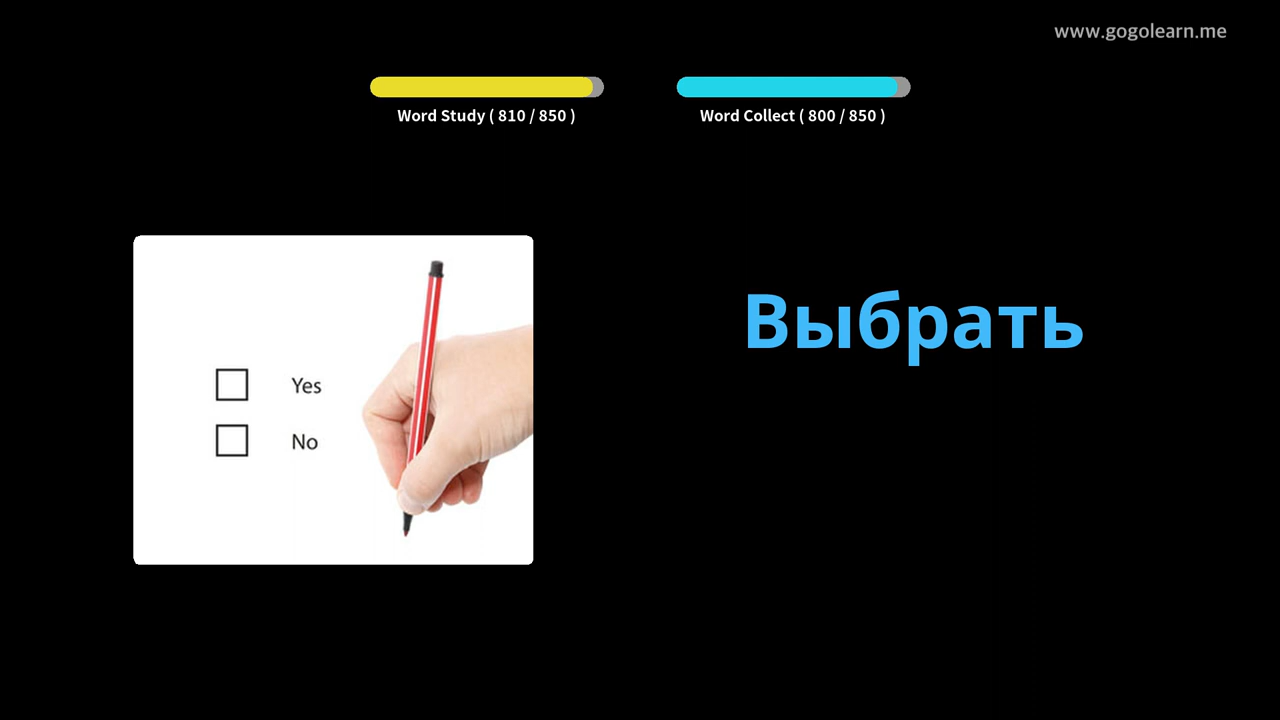 www.gogolearn.me
Word Study ( 810 / 850 )
Word Collect ( 800 / 850 )
Yes
No
Выбрать